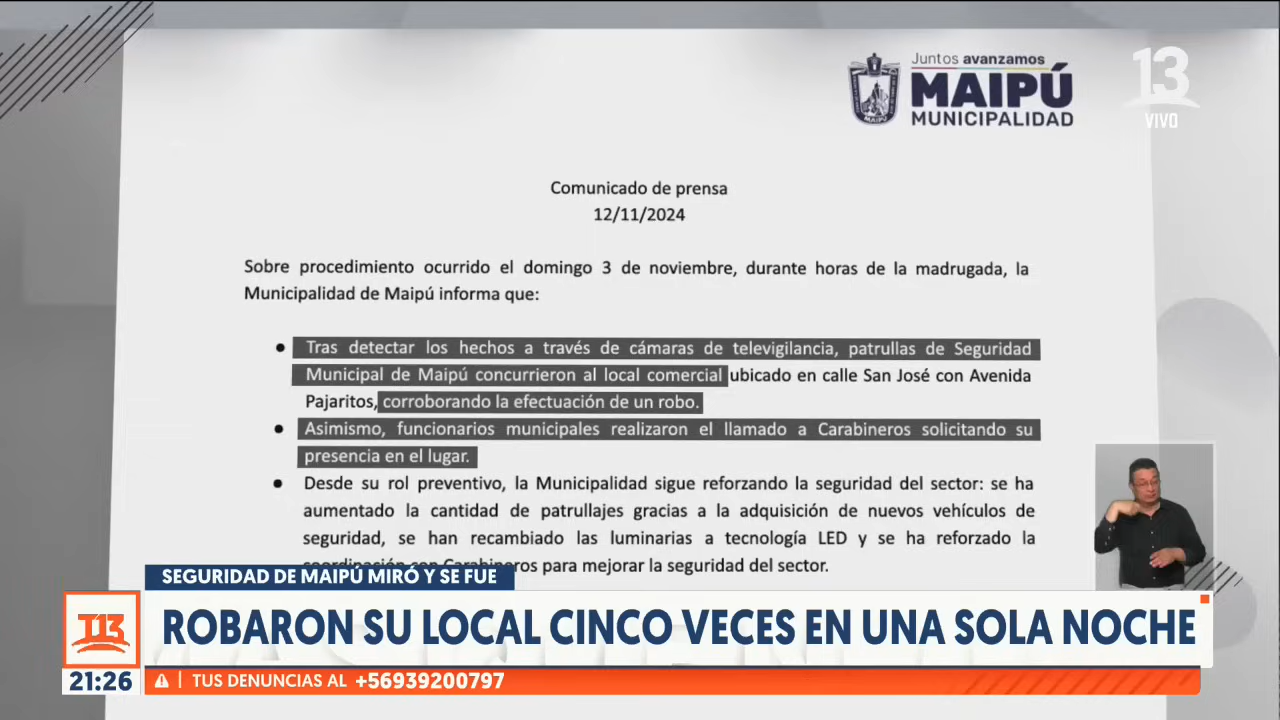 Juntos avanzamos
MAIPÚ
MUNICIPALIDAD
MAIPÚ
13
VIVO
Comunicado de prensa
12/11/2024
Sobre procedimiento ocurrido el domingo 3 de noviembre, durante horas de la madrugada, la
Municipalidad de Maipú informa que:
● Tras detectar los hechos a través de cámaras de televigilancia, patrullas de Seguridad
Municipal de Maipú concurrieron al local comercial ubicado en calle San José con Avenida
Pajaritos, corroborando la efectuación de un robo.
● Asimismo, funcionarios municipales realizaron el llamado a Carabineros solicitando su
presencia en el lugar.
● Desde su rol preventivo, la Municipalidad sigue reforzando la seguridad del sector: se ha
aumentado la cantidad de patrullajes gracias a la adquisición de nuevos vehículos de
seguridad, se han recambiado las luminarias a tecnología LED y se ha reforzado la
coordinación con Carabineros para mejorar la seguridad del sector.
SEGURIDAD DE MAIPÚ MIRÓ Y SE FUE
T13
ROBARON SU LOCAL CINCO VECES EN UNA SOLA NOCHE
21:26
TUS DENUNCIAS AL +56939200797